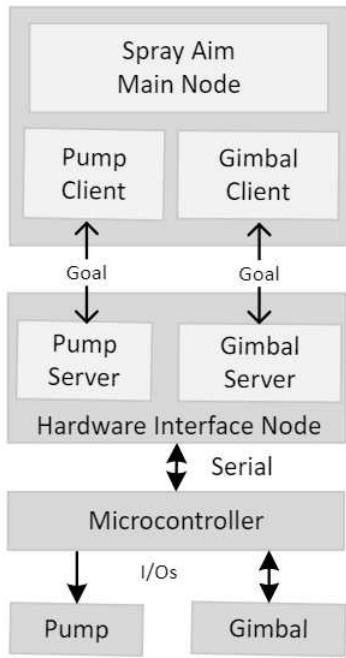 Spray Aim
Main Node
Pump
Client
Gimbal
Client
Goal
Goal
Pump
Server
Gimbal
Server
Hardware Interface Node
Serial
Microcontroller
I/Os
Pump
Gimbal